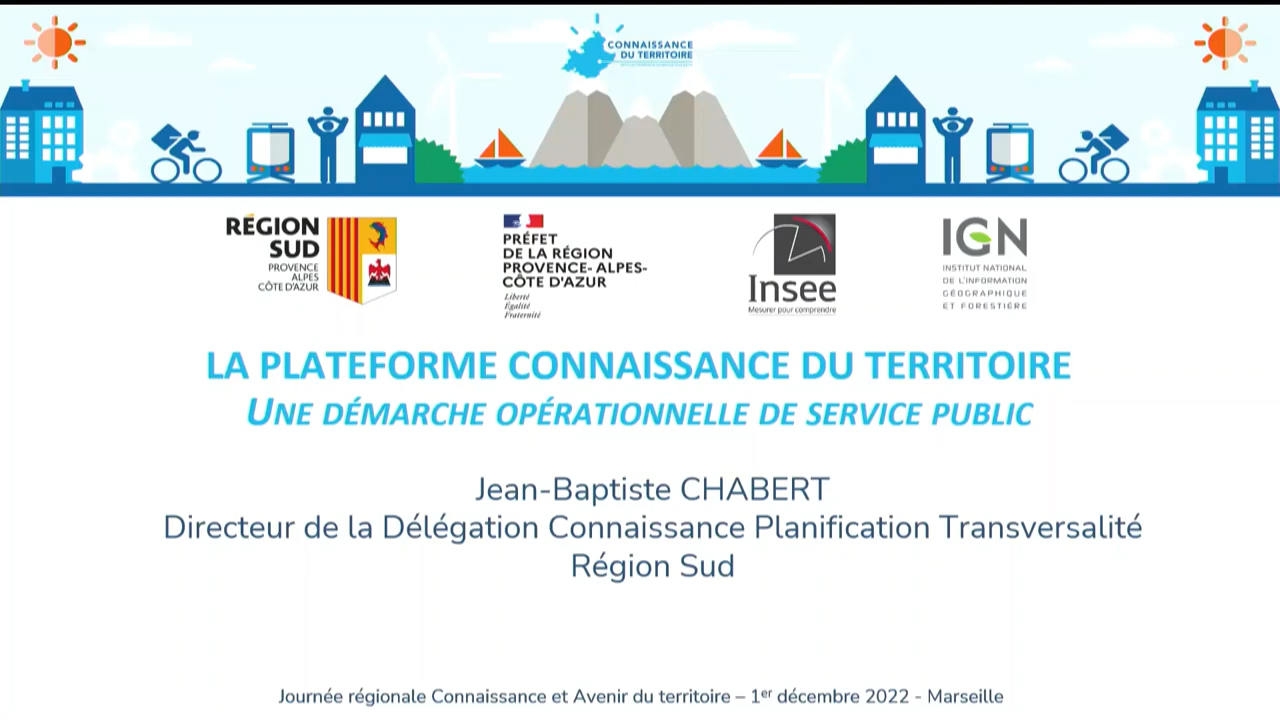 CONNAISSANCE
DU TERRITOIRE
RÉGION
SUD
PROVENCE
ALPES
CÔTE D'AZUR
PRÉFET
DE LA RÉGION
PROVENCE- ALPES-
CÔTE D'AZUR
Liberté
Égalité
Fraternité
Insee
Mesurer pour comprendre
IGN
INSTITUT NATIONAL
DE L'INFORMATION
GÉOGRAPHIQUE
ET FORESTIÈRE
LA PLATEFORME CONNAISSANCE DU TERRITOIRE
UNE DÉMARCHE OPÉRATIONNELLE DE SERVICE PUBLIC
Jean-Baptiste CHABERT
Directeur de la Délégation Connaissance Planification Transversalité
Région Sud
Journée régionale Connaissance et Avenir du territoire – 1er décembre 2022 - Marseille